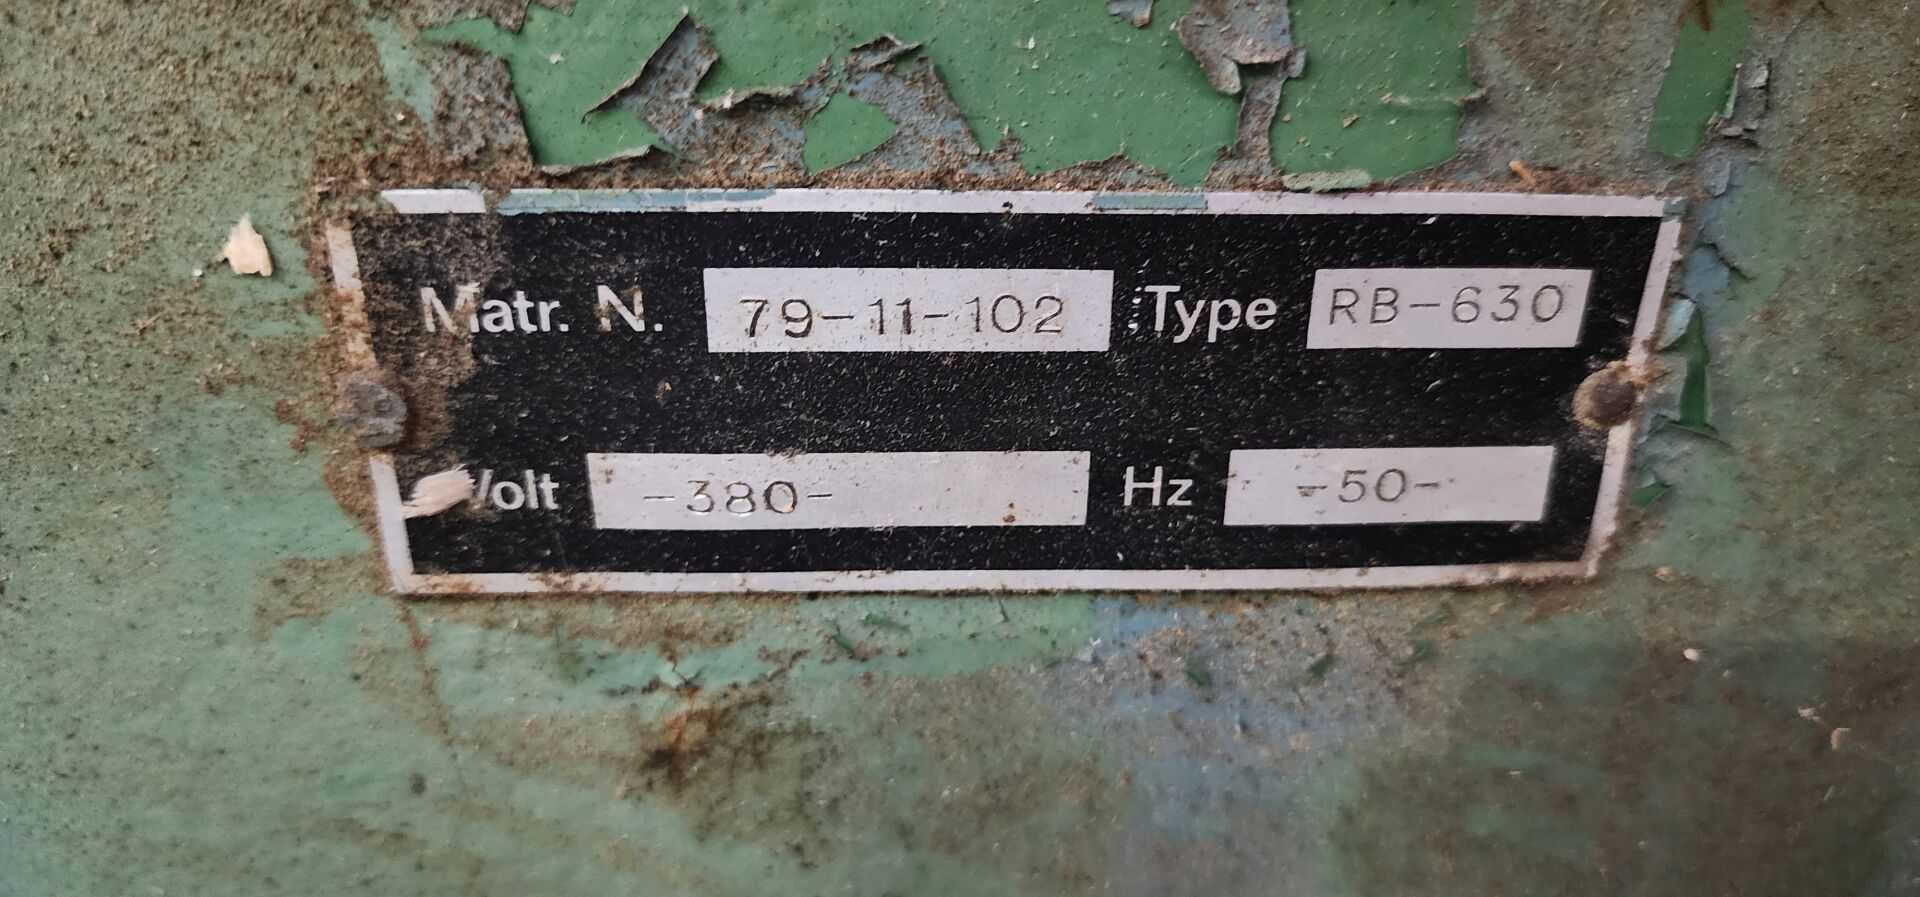 Matr. N. 79-11-102 Type RB-630
Volt -380- Hz -50-